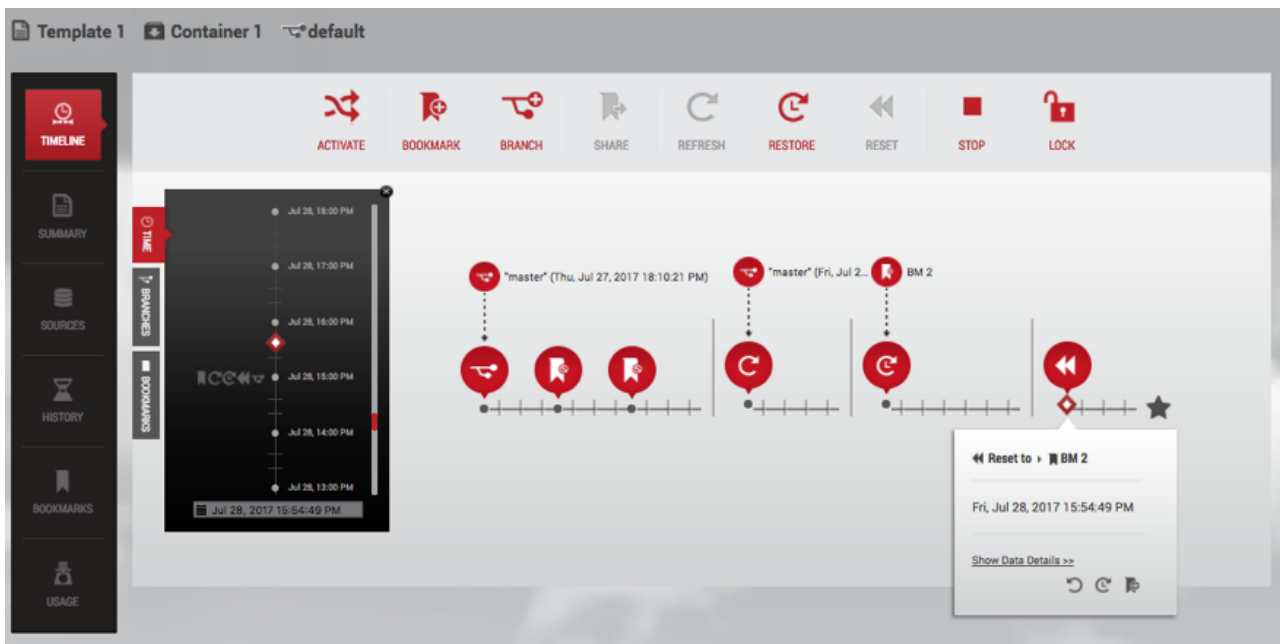 Template 1 Container 1 default
TIMELINE
SUMMARY
SOURCES
HISTORY
BOOKMARKS
USAGE
ACTIVATE BOOKMARK BRANCH SHARE REFRESH RESTORE RESET STOP LOCK
TIME
BRANCHES
BOOKMARKS
Jul 28, 18:00 PM
Jul 28, 17:00 PM
Jul 28, 16:00 PM
Jul 28, 15:00 PM
Jul 28, 14:00 PM
Jul 28, 13:00 PM
Jul 28, 2017 15:54:49 PM
"master" (Thu, Jul 27, 2017 18:10:21 PM)
"master" (Fri, Jul 2...
BM 2
Reset to BM 2
Fri, Jul 28, 2017 15:54:49 PM
Show Data Details >>